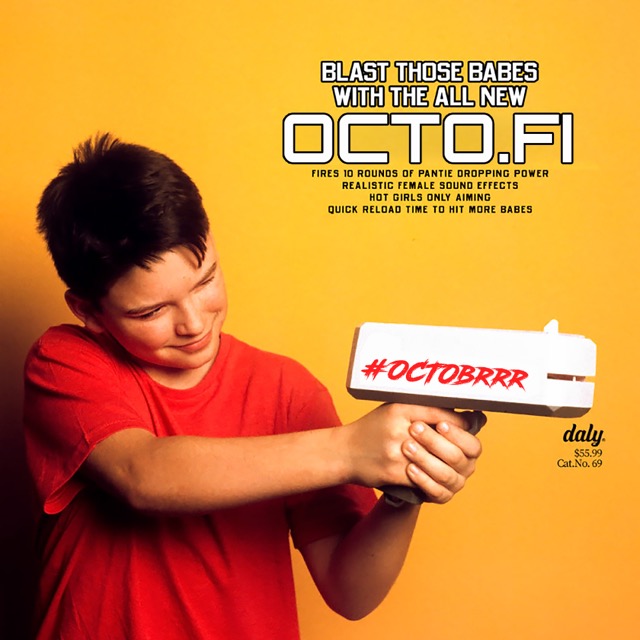 BLAST THOSE BABES
WITH THE ALL NEW
OCTO.FI
FIRES 10 ROUNDS OF PANTIE DROPPING POWER
REALISTIC FEMALE SOUND EFFECTS
HOT GIRLS ONLY AIMING
QUICK RELOAD TIME TO HIT MORE BABES
#OCTOBRRR
daly®
$55.99
Cat.No. 69